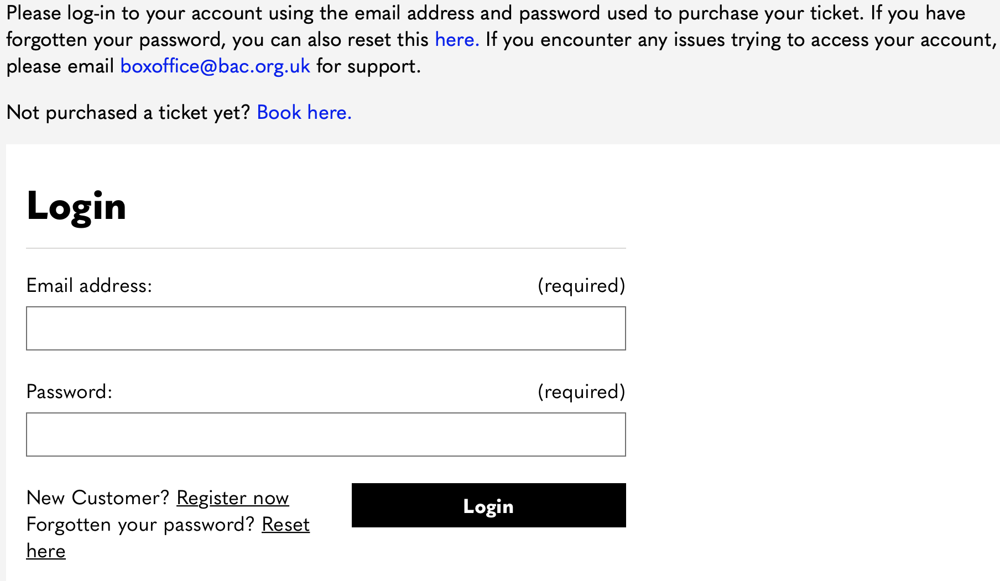 Please log-in to your account using the email address and password used to purchase your ticket. If you have
forgotten your password, you can also reset this here. If you encounter any issues trying to access your account,
please email boxoffice@bac.org.uk for support.
Not purchased a ticket yet? Book here.
Login
Email address: (required)
Password: (required)
New Customer? Register now
Login
Forgotten your password? Reset
here